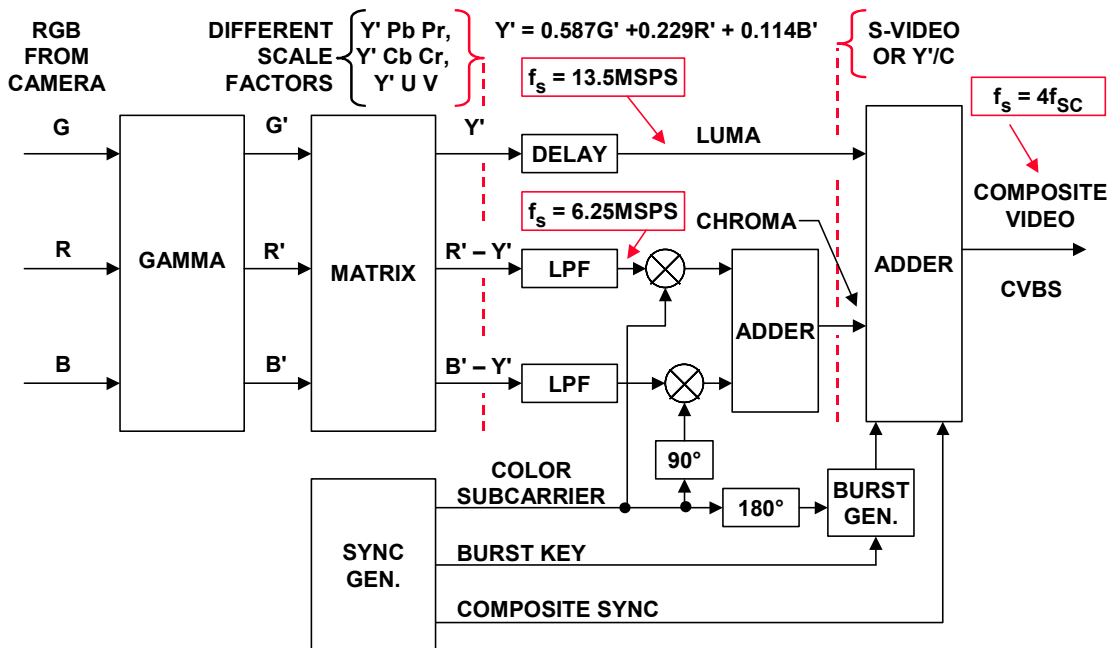 RGB
FROM
CAMERA
DIFFERENT
SCALE
FACTORS
Y' Pb Pr,
Y' Cb Cr,
Y' U V
Y' = 0.587G' +0.229R' + 0.114B'
S-VIDEO
OR Y'/C
fs = 13.5MSPS
fs = 4fSC
G
G'
Y'
DELAY
LUMA
COMPOSITE
VIDEO
fs = 6.25MSPS
CHROMA
GAMMA
MATRIX
ADDER
R
R'
R' – Y'
LPF
CVBS
ADDER
B
B'
B' – Y'
LPF
90°
COLOR
SUBCARRIER
180°
BURST
GEN.
SYNC
GEN.
BURST KEY
COMPOSITE SYNC